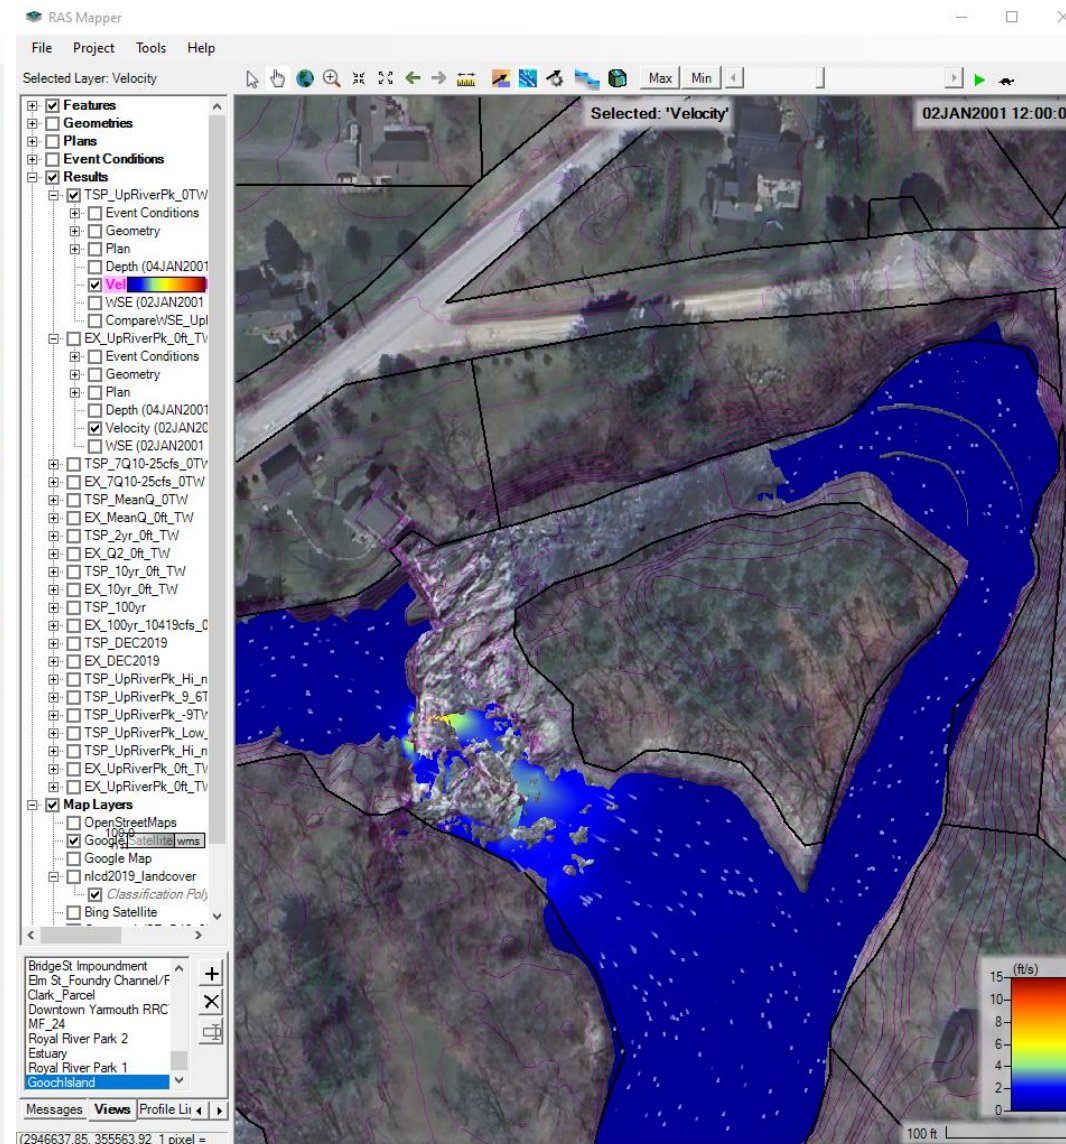 RAS Mapper
File Project Tools Help
Selected Layer: Velocity
Max Min
Features
Geometries
Plans
Event Conditions
Results
TSP_UpRiverPk_0TW
Event Conditions
Geometry
Plan
Depth (04JAN2001
Vel
WSE (02JAN2001
CompareWSE_Upl
EX_UpRiverPk_0ft_TV
Event Conditions
Geometry
Plan
Depth (04JAN2001
Velocity (02JAN20
WSE (02JAN2001
TSP_7Q10-25cfs_0TV
EX_7Q10-25cfs_0TW
TSP_MeanQ_0TW
EX_MeanQ_0ft_TW
TSP_2yr_0ft_TW
EX_Q2_0ft_TW
TSP_10yr_0ft_TW
EX_10yr_0ft_TW
TSP_100yr
EX_100yr_10419cfs_0
TSP_DEC2019
EX_DEC2019
TSP_UpRiverPk_Hi_n
TSP_UpRiverPk_9_6T
TSP_UpRiverPk_-9TV
TSP_UpRiverPk_Low_
TSP_UpRiverPk_Hi_n
EX_UpRiverPk_0ft_TV
EX_UpRiverPk_0ft_TV
Map Layers
OpenStreetMaps
Google Satellite wms
Google Map
nlcd2019_landcover
Classification Poly
Bing Satellite
BridgeSt Impoundment
Elm St_Foundry Channel/F
Clark_Parcel
Downtown Yarmouth RRC
MF_24
Royal River Park 2
Estuary
Royal River Park 1
GoochIsland
Messages Views Profile Li
(2946637.85, 355563.92 1 pixel =
Selected: 'Velocity'
02JAN2001 12:00:0
(ft/s)
15
10
8
6
4
2
0
100 ft